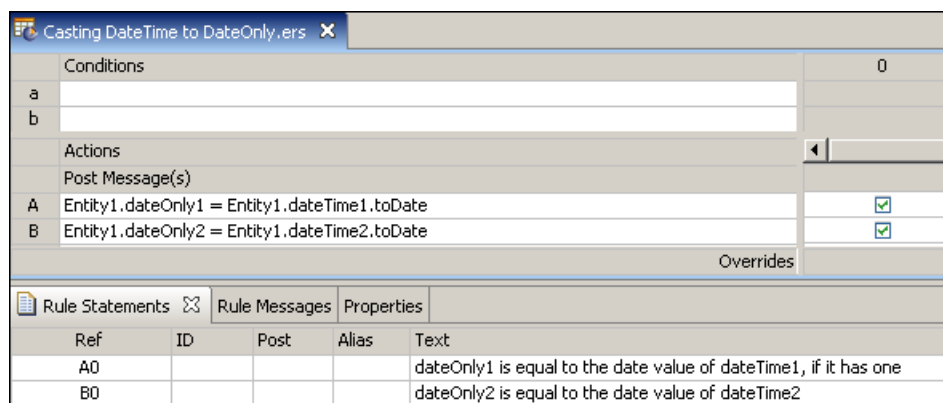 Casting DateTime to DateOnly.ers
Conditions 0
a
b
Actions
Post Message(s)
A Entity1.dateOnly1 = Entity1.dateTime1.toDate
B Entity1.dateOnly2 = Entity1.dateTime2.toDate
Overrides
Rule Statements Rule Messages Properties
Ref ID Post Alias Text
A0 dateOnly1 is equal to the date value of dateTime1, if it has one
B0 dateOnly2 is equal to the date value of dateTime2